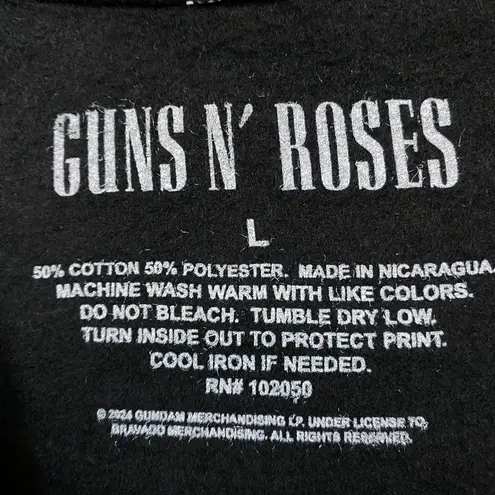 GUNS N' ROSES
L
50% COTTON 50% POLYESTER. MADE IN NICARAGUA.
MACHINE WASH WARM WITH LIKE COLORS.
DO NOT BLEACH. TUMBLE DRY LOW.
TURN INSIDE OUT TO PROTECT PRINT.
COOL IRON IF NEEDED.
RN# 102050
© 2024 GUNDAM MERCHANDISING LP. UNDER LICENSE TO
BRAVADO MERCHANDISING. ALL RIGHTS RESERVED.